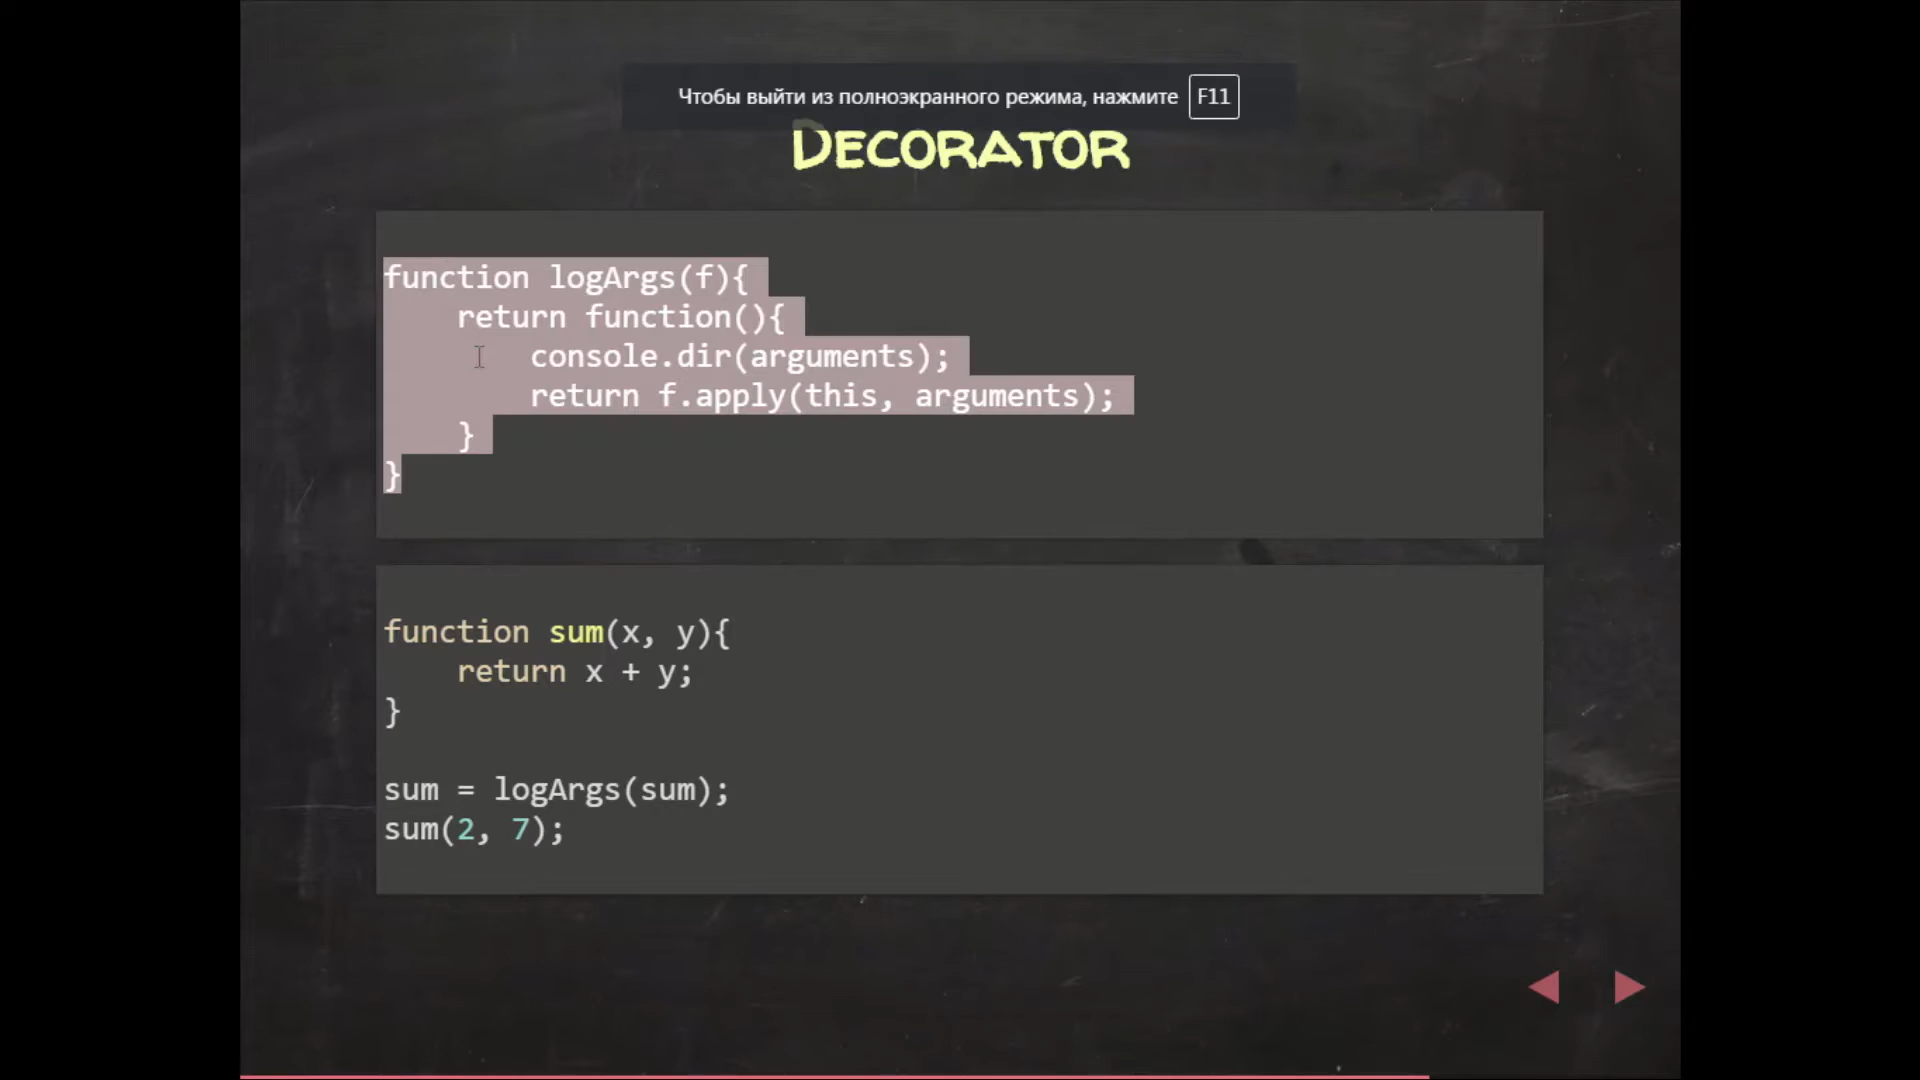 Чтобы выйти из полноэкранного режима, нажмите F11
DECORATOR
function logArgs(f){
    return function(){
        console.dir(arguments);
        return f.apply(this, arguments);
    }
}
function sum(x, y){
    return x + y;
}
sum = logArgs(sum);
sum(2, 7);